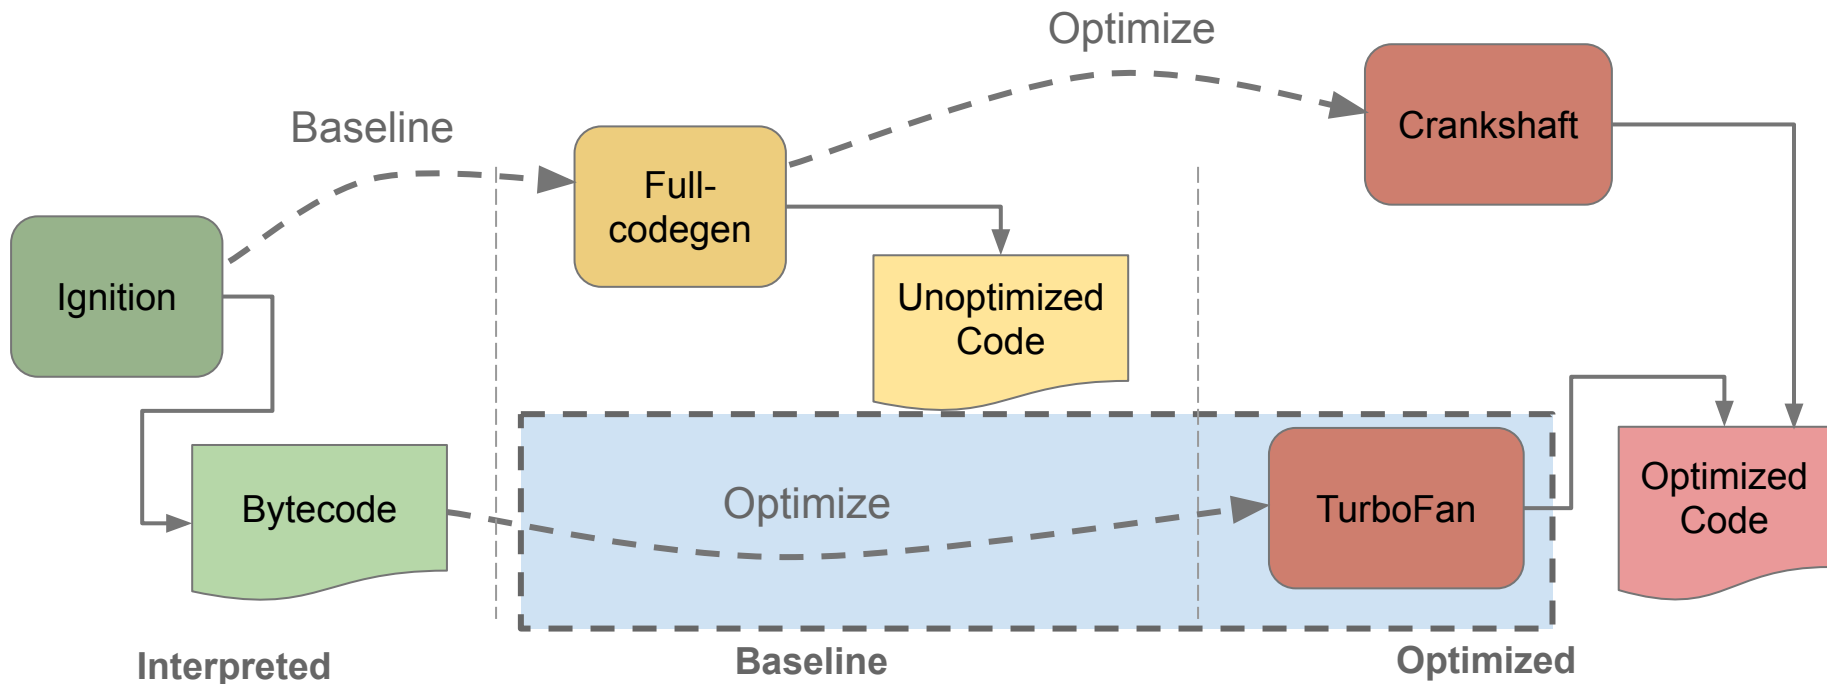 Optimize
Baseline
Crankshaft
Full-
codegen
Ignition
Unoptimized
Code
Bytecode
Optimize
TurboFan
Optimized
Code
Interpreted
Baseline
Optimized